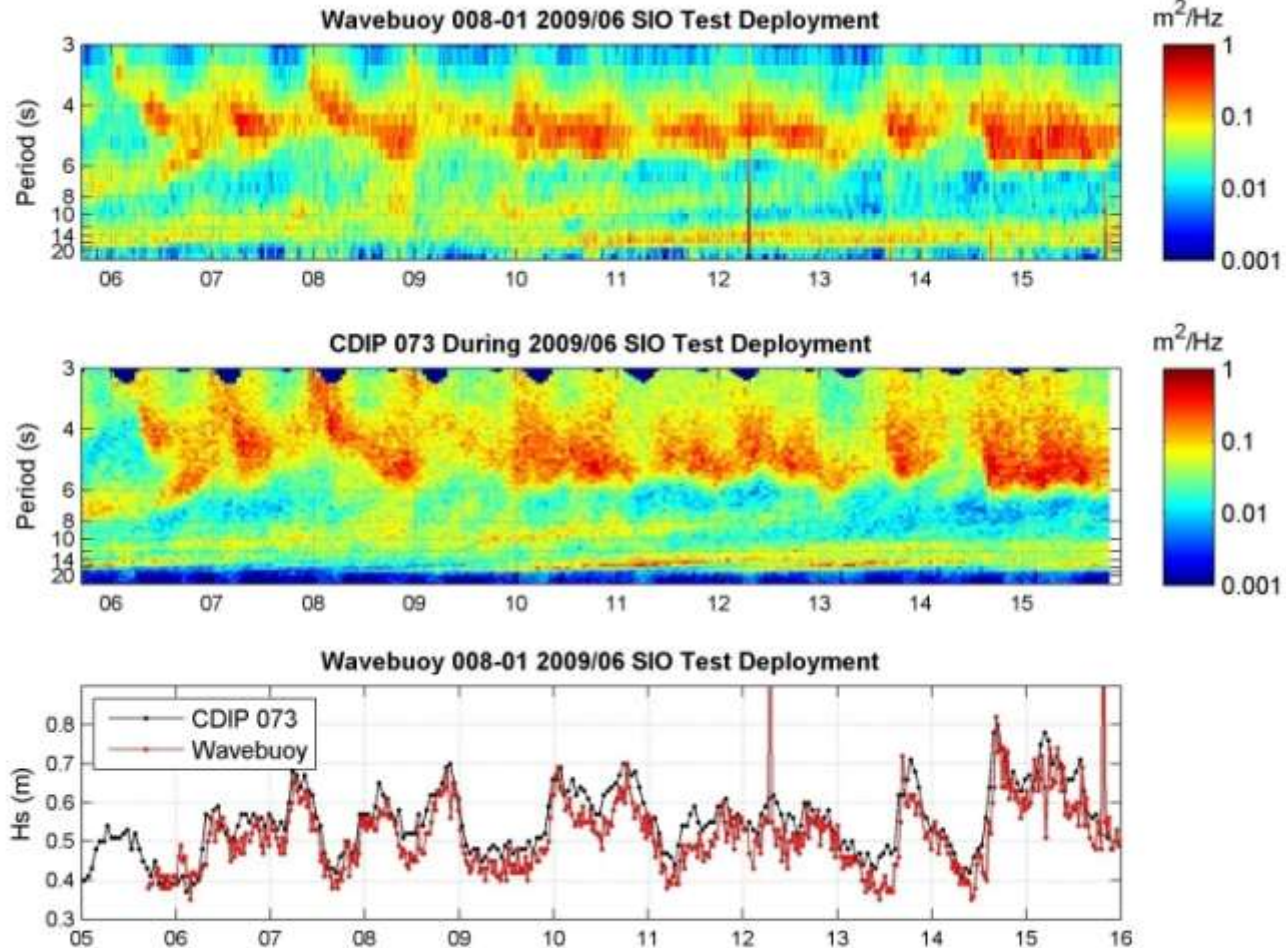 Wavebuoy 008-01 2009/06 SIO Test Deployment
m²/Hz
3
4
6
8
10
14
20
Period (s)
06 07 08 09 10 11 12 13 14 15
1
0.1
0.01
0.001
CDIP 073 During 2009/06 SIO Test Deployment
m²/Hz
3
4
6
8
10
14
20
Period (s)
06 07 08 09 10 11 12 13 14 15
1
0.1
0.01
0.001
Wavebuoy 008-01 2009/06 SIO Test Deployment
CDIP 073
Wavebuoy
0.8
0.7
0.6
0.5
0.4
0.3
Hs (m)
05 06 07 08 09 10 11 12 13 14 15 16